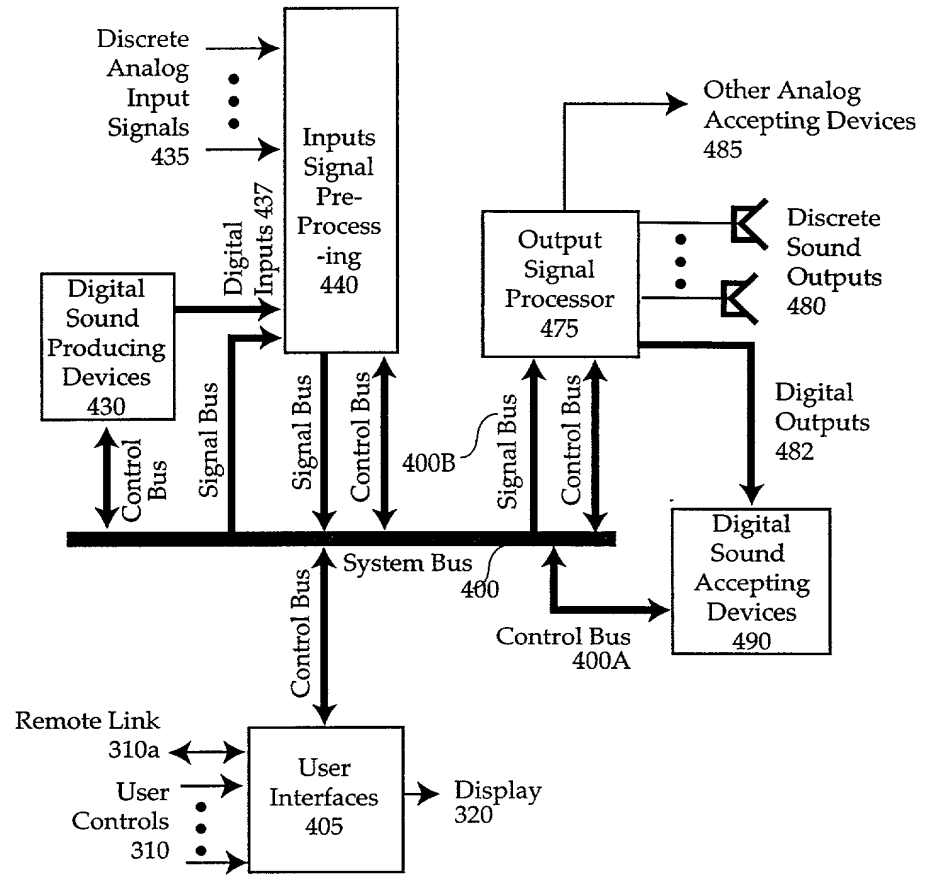 Discrete
Analog
Input
Signals
435
Inputs
Signal
Pre-
Process
-ing
440
Digital
Inputs 437
Digital
Sound
Producing
Devices
430
Other Analog
Accepting Devices
485
Output
Signal
Processor
475
Discrete
Sound
Outputs
480
Digital
Outputs
482
Control
Bus
Signal Bus
Signal Bus
Control Bus
400B
Signal Bus
Control Bus
System Bus
400
Digital
Sound
Accepting
Devices
490
Control Bus
400A
Control Bus
Remote Link
310a
User
Controls
310
User
Interfaces
405
Display
320